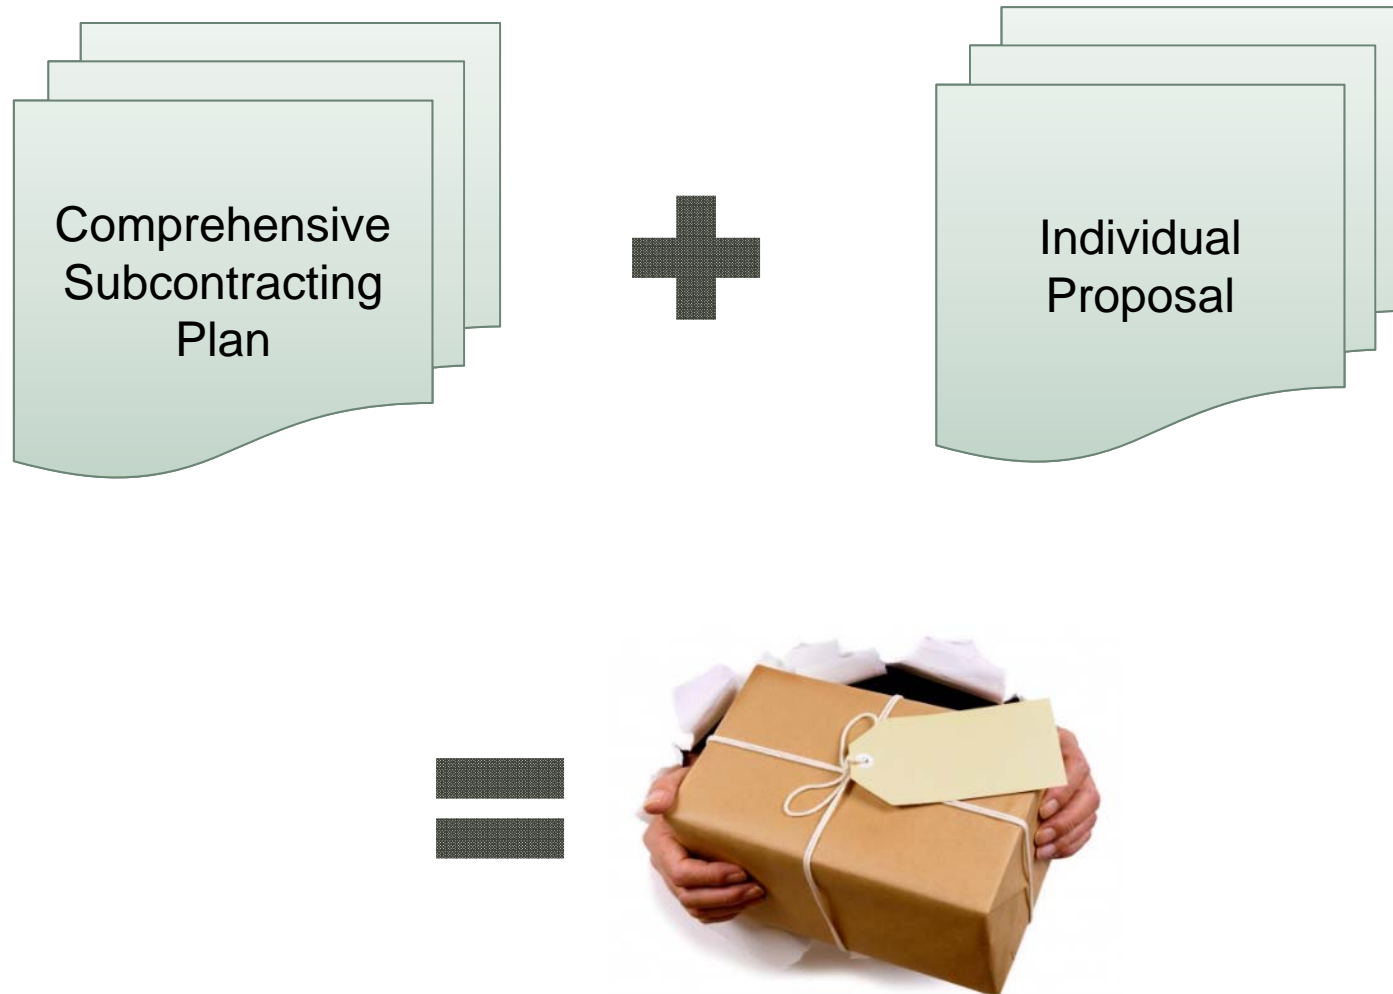 Comprehensive
Subcontracting
Plan
Individual
Proposal